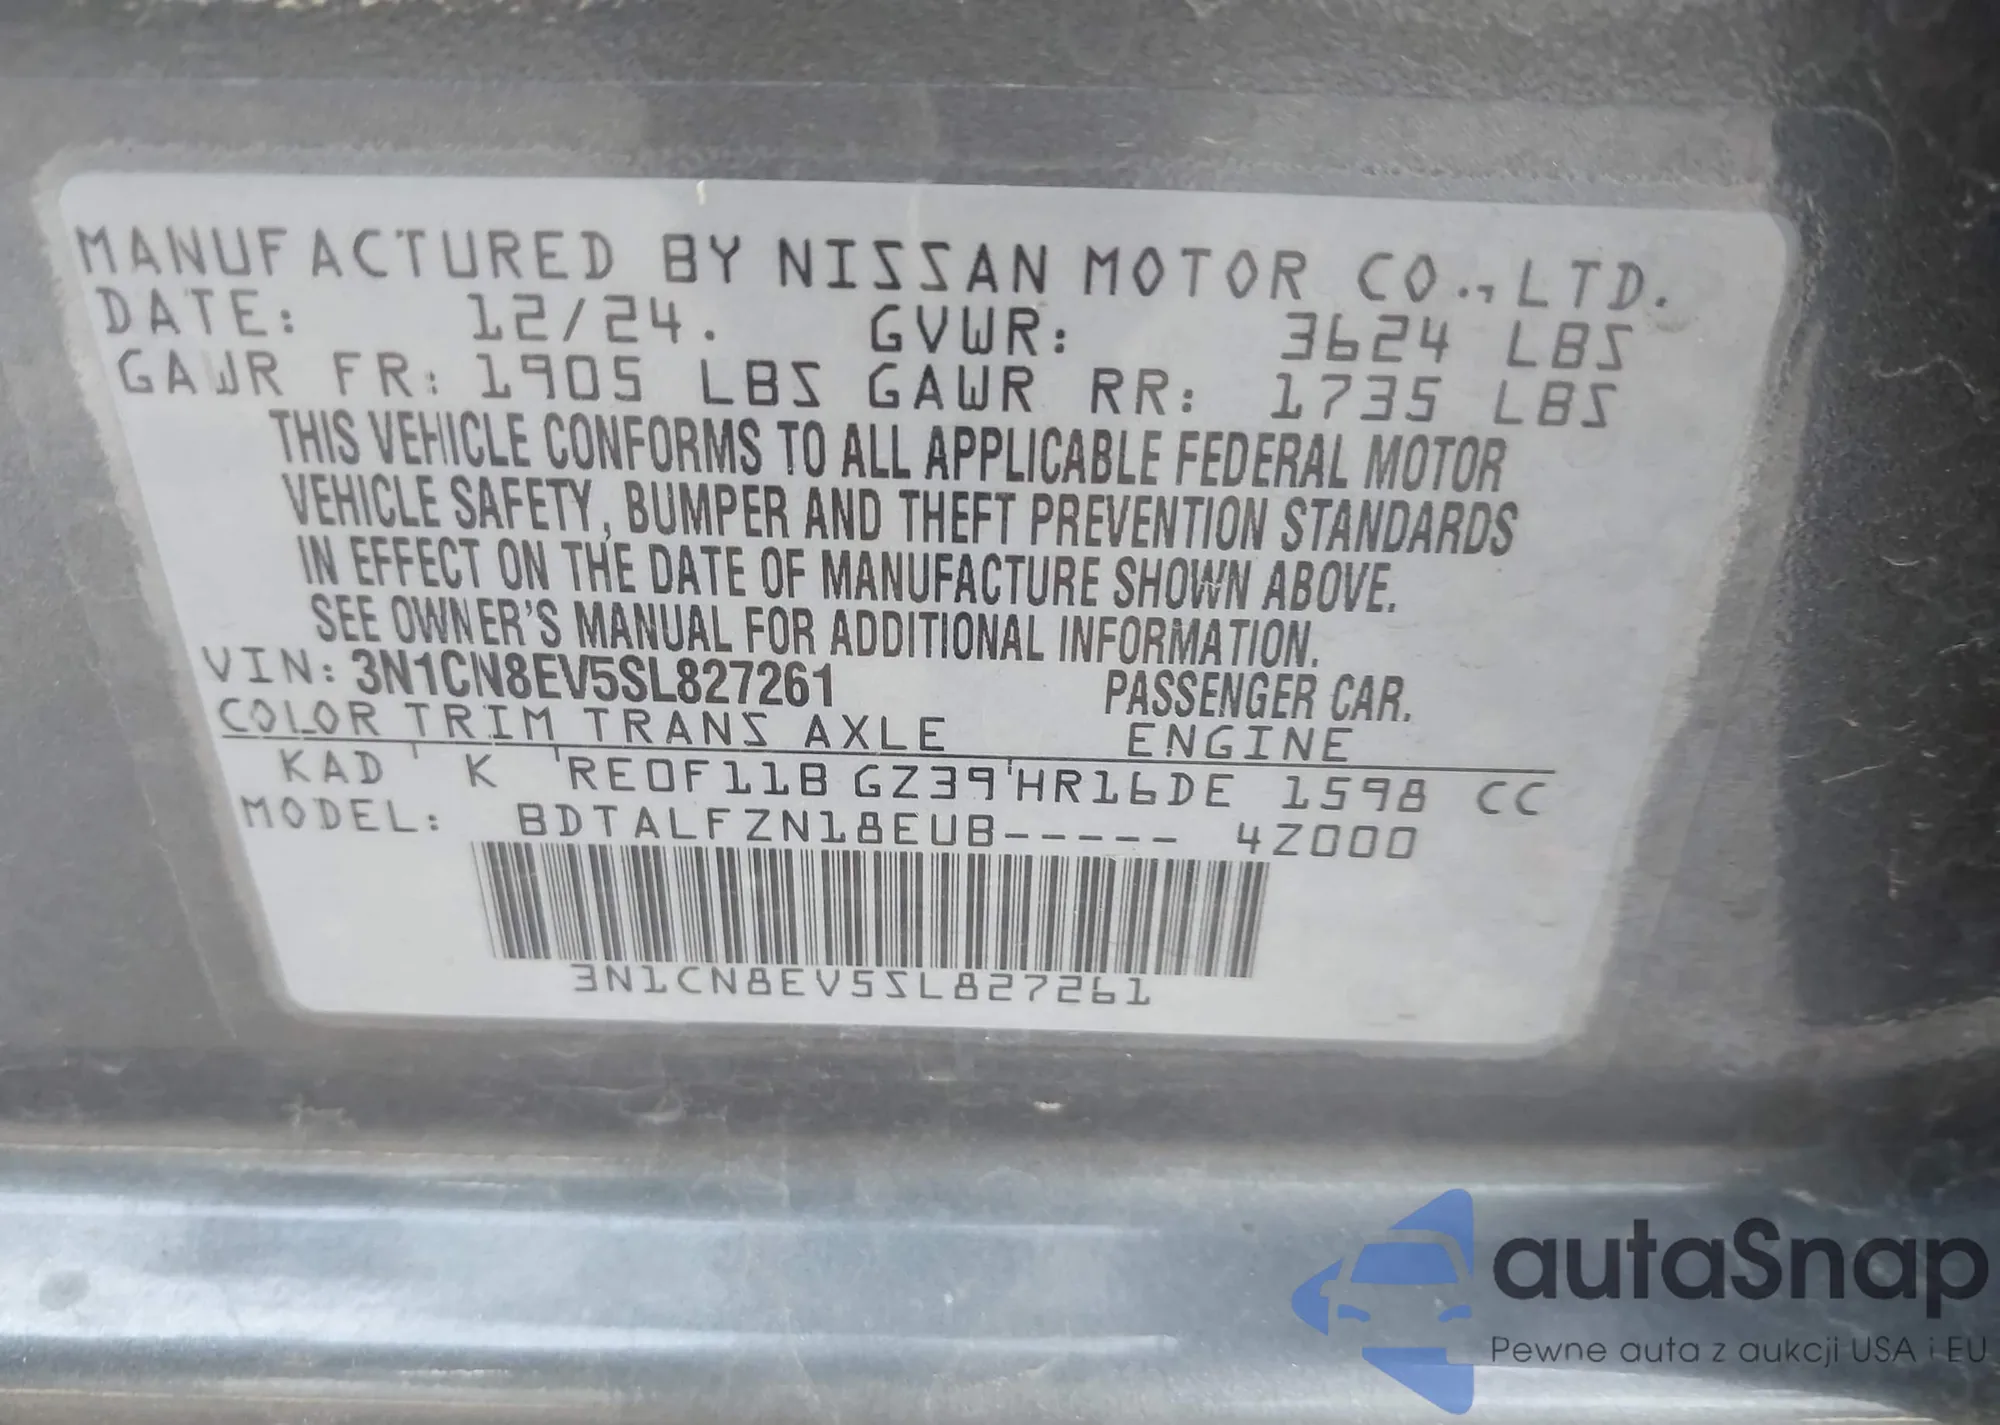 MANUFACTURED BY NISSAN MOTOR CO., LTD.
DATE: 12/24. GVWR: 3624 LBS
GAWR FR: 1905 LBS GAWR RR: 1735 LBS
THIS VEHICLE CONFORMS TO ALL APPLICABLE FEDERAL MOTOR
VEHICLE SAFETY, BUMPER AND THEFT PREVENTION STANDARDS
IN EFFECT ON THE DATE OF MANUFACTURE SHOWN ABOVE.
SEE OWNER'S MANUAL FOR ADDITIONAL INFORMATION.
VIN: 3N1CN8EV5SL827261 PASSENGER CAR.
COLOR TRIM TRANS AXLE ENGINE
KAD ' K 'RE0F11B GZ39'HR16DE 1598 CC
MODEL: BDTALFZN18EUB----- 4Z000
3N1CN8EV5SL827261
autaSnap
Pewne auta z aukcji USA i EU